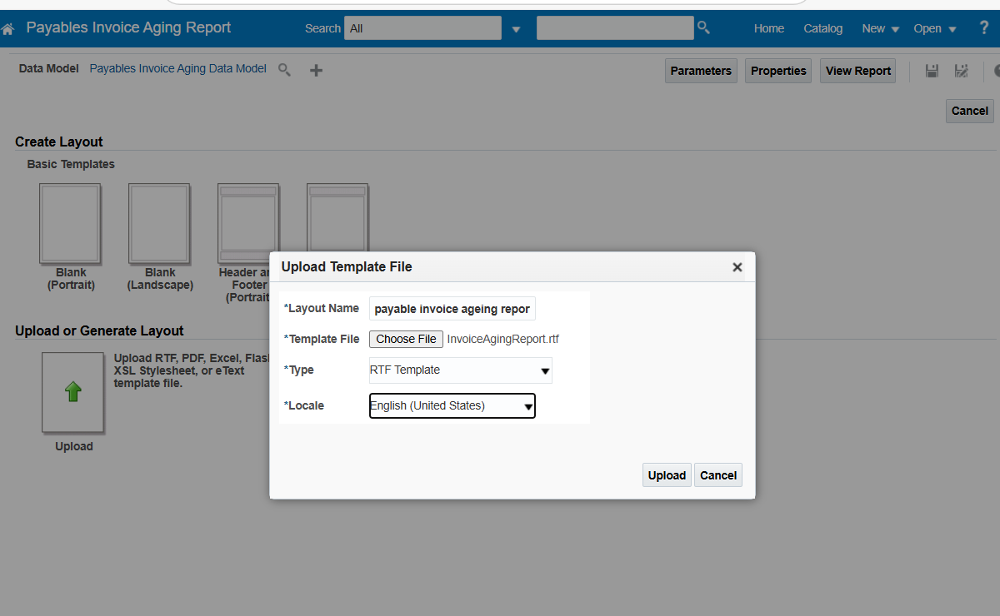 Payables Invoice Aging Report
Search All
Home Catalog New Open ?
Data Model Payables Invoice Aging Data Model
Parameters Properties View Report
Cancel
Create Layout
Basic Templates
Blank
(Portrait)
Blank
(Landscape)
Header an
Footer
(Portrait
Upload Template File
*Layout Name payable invoice ageing repor
*Template File Choose File InvoiceAgingReport.rtf
*Type RTF Template
*Locale English (United States)
Upload Cancel
Upload or Generate Layout
Upload RTF, PDF, Excel, Flash
XSL Stylesheet, or eText
template file.
Upload